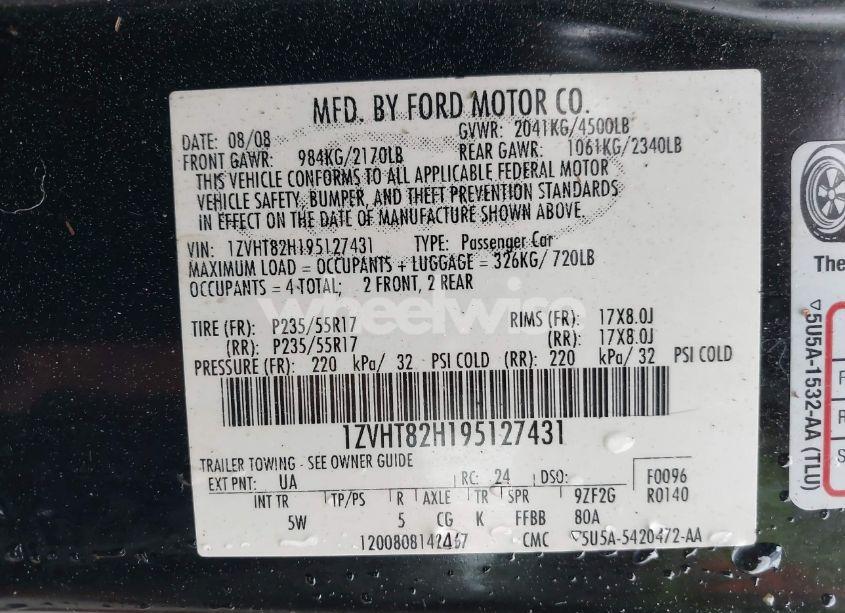 MFD. BY FORD MOTOR CO.
DATE: 08/08 GVWR: 2041KG/4500LB
FRONT GAWR: 984KG/2170LB REAR GAWR: 1061KG/2340LB
THIS VEHICLE CONFORMS TO ALL APPLICABLE FEDERAL MOTOR
VEHICLE SAFETY, BUMPER, AND THEFT PREVENTION STANDARDS
IN EFFECT ON THE DATE OF MANUFACTURE SHOWN ABOVE.
VIN: 1ZVHT82H195127431 TYPE: Passenger Car
MAXIMUM LOAD = OCCUPANTS + LUGGAGE = 326KG/ 720LB
OCCUPANTS = 4 TOTAL; 2 FRONT, 2 REAR
wheelwise
TIRE (FR): P235/55R17 RIMS (FR): 17X8.0J
(RR): P235/55R17 (RR): 17X8.0J
PRESSURE (FR): 220 kPa/ 32 PSI COLD (RR): 220 kPa/ 32 PSI COLD
1ZVHT82H195127431
TRAILER TOWING - SEE OWNER GUIDE
EXT PNT: UA RC: 24 DSO: F0096
INT TR TP/PS R AXLE TR SPR 9ZF2G R0140
5W 5 CG K FFBB 80A
1200808142467 CMC 5U5A-5420472-AA
The
5U5A-1532-AA (TLU)
F
R
S